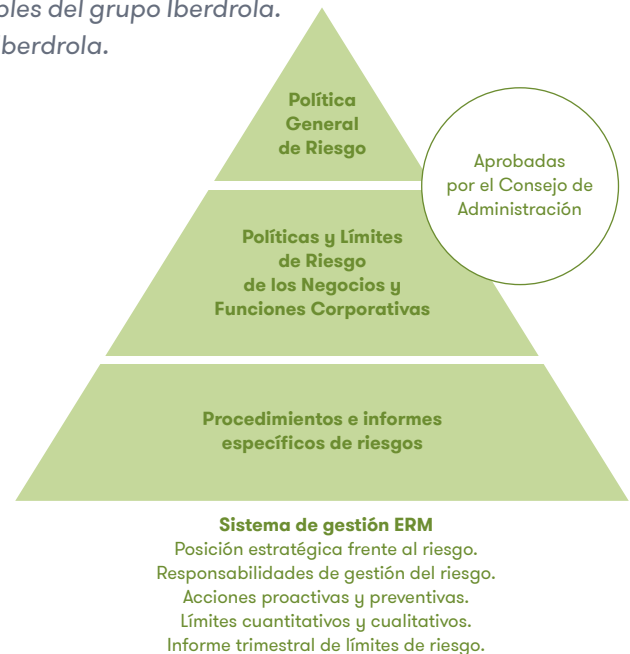 oles del grupo Iberdrola.
Iberdrola.
Política
General
de Riesgo
Aprobadas
por el Consejo de
Administración
Políticas y Límites
de Riesgo
de los Negocios y
Funciones Corporativas
Procedimientos e informes
específicos de riesgos
Sistema de gestión ERM
Posición estratégica frente al riesgo.
Responsabilidades de gestión del riesgo.
Acciones proactivas y preventivas.
Límites cuantitativos y cualitativos.
Informe trimestral de límites de riesgo.